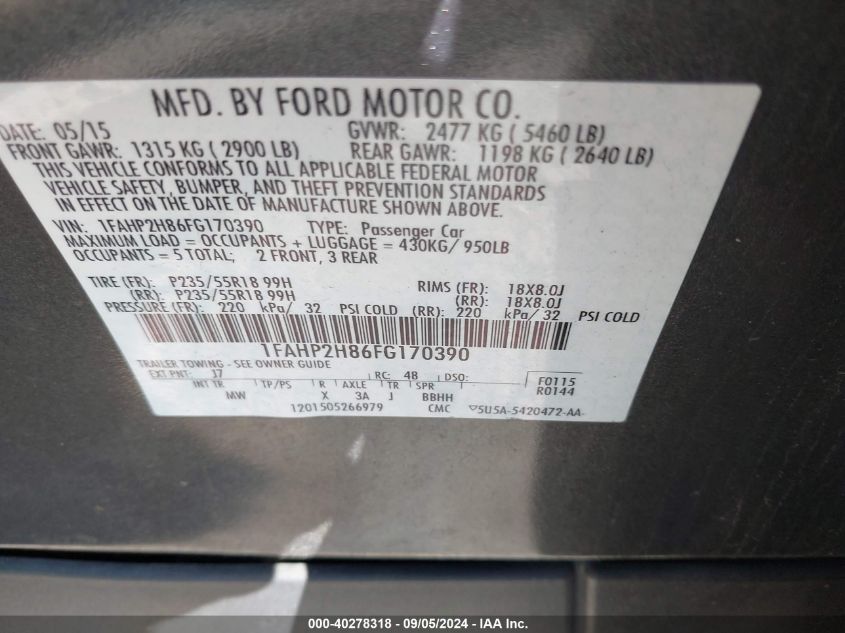 MFD. BY FORD MOTOR CO.
DATE: 05/15 GVWR: 2477 KG ( 5460 LB)
FRONT GAWR: 1315 KG ( 2900 LB) REAR GAWR: 1198 KG ( 2640 LB)
THIS VEHICLE CONFORMS TO ALL APPLICABLE FEDERAL MOTOR
VEHICLE SAFETY, BUMPER, AND THEFT PREVENTION STANDARDS
IN EFFECT ON THE DATE OF MANUFACTURE SHOWN ABOVE.
VIN: 1FAHP2H86FG170390 TYPE: Passenger Car
MAXIMUM LOAD = OCCUPANTS + LUGGAGE = 430KG/ 950LB
OCCUPANTS = 5 TOTAL; 2 FRONT, 3 REAR
TIRE (FR): P235/55R18 99H RIMS (FR): 18X8.0J
(RR): P235/55R18 99H (RR): 18X8.0J
PRESSURE (FR): 220 kPa/ 32 PSI COLD (RR): 220 kPa/ 32 PSI COLD
1FAHP2H86FG170390
TRAILER TOWING - SEE OWNER GUIDE
EXT PNT: J7 RC: 48 DSO: F0115
INT TR TP/PS R AXLE TR SPR R0144
MW X 3A J BBHH
1201505266979 CMC ▽5U5A-5420472-AA
000-40278318 - 09/05/2024 - IAA Inc.